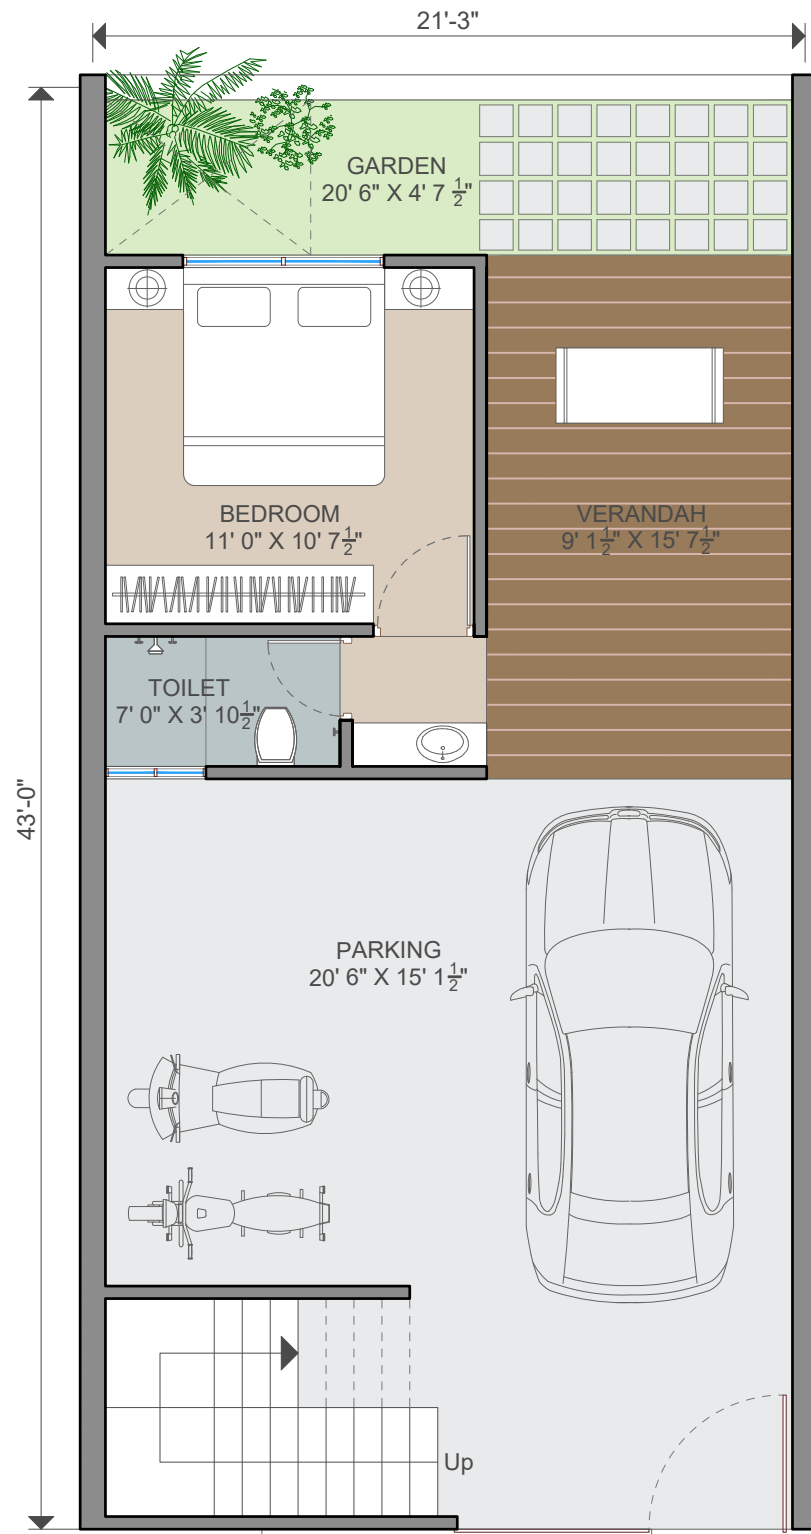 21'-3"
GARDEN
20' 6" X 4' 7 1/2"
BEDROOM
11' 0" X 10' 7 1/2"
VERANDAH
9' 1 1/2" X 15' 7 1/2"
TOILET
7' 0" X 3' 10 1/2"
43'-0"
PARKING
20' 6" X 15' 1 1/2"
Up